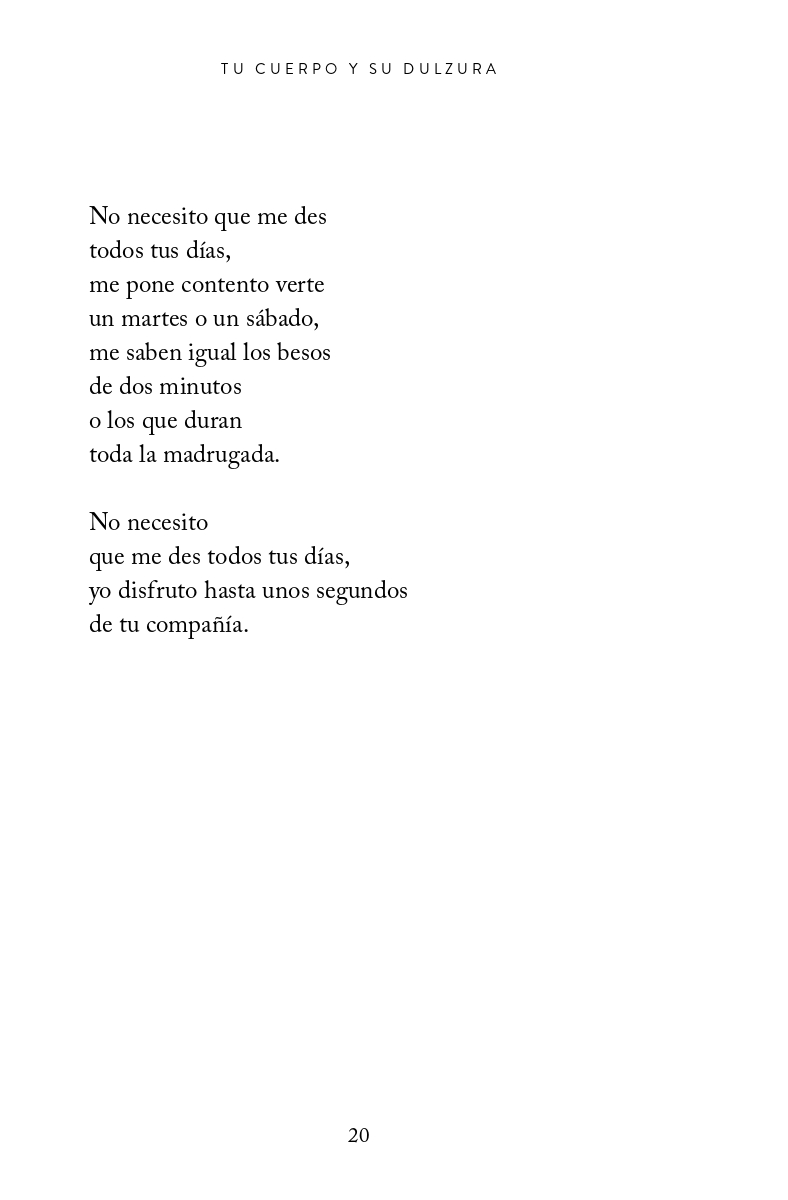 TU CUERPO Y SU DULZURA
No necesito que me des
todos tus días,
me pone contento verte
un martes o un sábado,
me saben igual los besos
de dos minutos
o los que duran
toda la madrugada.
No necesito
que me des todos tus días,
yo disfruto hasta unos segundos
de tu compañía.
20